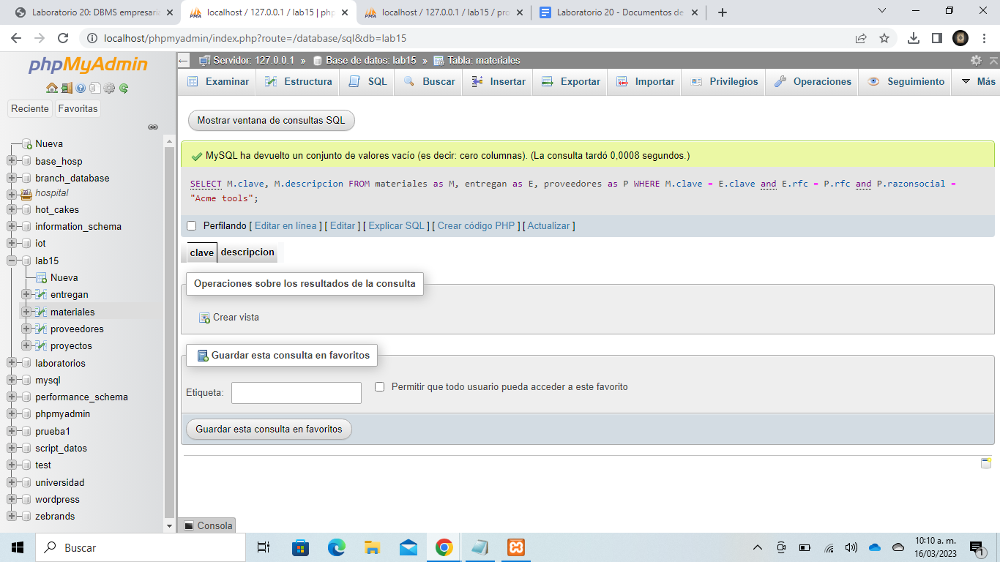 Laboratorio 20: DBMS empresaria
localhost / 127.0.0.1 / lab15 | php
localhost / 127.0.0.1 / lab15 / pro
Laboratorio 20 - Documentos de
localhost/phpmyadmin/index.php?route=/database/sql&db=lab15
phpMyAdmin
Reciente Favoritas
Nueva
base_hosp
branch_database
hospital
hot_cakes
information_schema
iot
lab15
Nueva
entregan
materiales
proveedores
proyectos
laboratorios
mysql
performance_schema
phpmyadmin
prueba1
script_datos
test
universidad
wordpress
zebrands
Servidor: 127.0.0.1 » Base de datos: lab15 » Tabla: materiales
Examinar Estructura SQL Buscar Insertar Exportar Importar Privilegios Operaciones Seguimiento Más
Mostrar ventana de consultas SQL
MySQL ha devuelto un conjunto de valores vacío (es decir: cero columnas). (La consulta tardó 0,0008 segundos.)
SELECT M.clave, M.descripcion FROM materiales as M, entregan as E, proveedores as P WHERE M.clave = E.clave and E.rfc = P.rfc and P.razonsocial =
"Acme tools";
Perfilando [ Editar en línea ] [ Editar ] [ Explicar SQL ] [ Crear código PHP ] [ Actualizar ]
clave descripcion
Operaciones sobre los resultados de la consulta
Crear vista
Guardar esta consulta en favoritos
Etiqueta: Permitir que todo usuario pueda acceder a este favorito
Guardar esta consulta en favoritos
Consola
Buscar
10:10 a. m.
16/03/2023
1